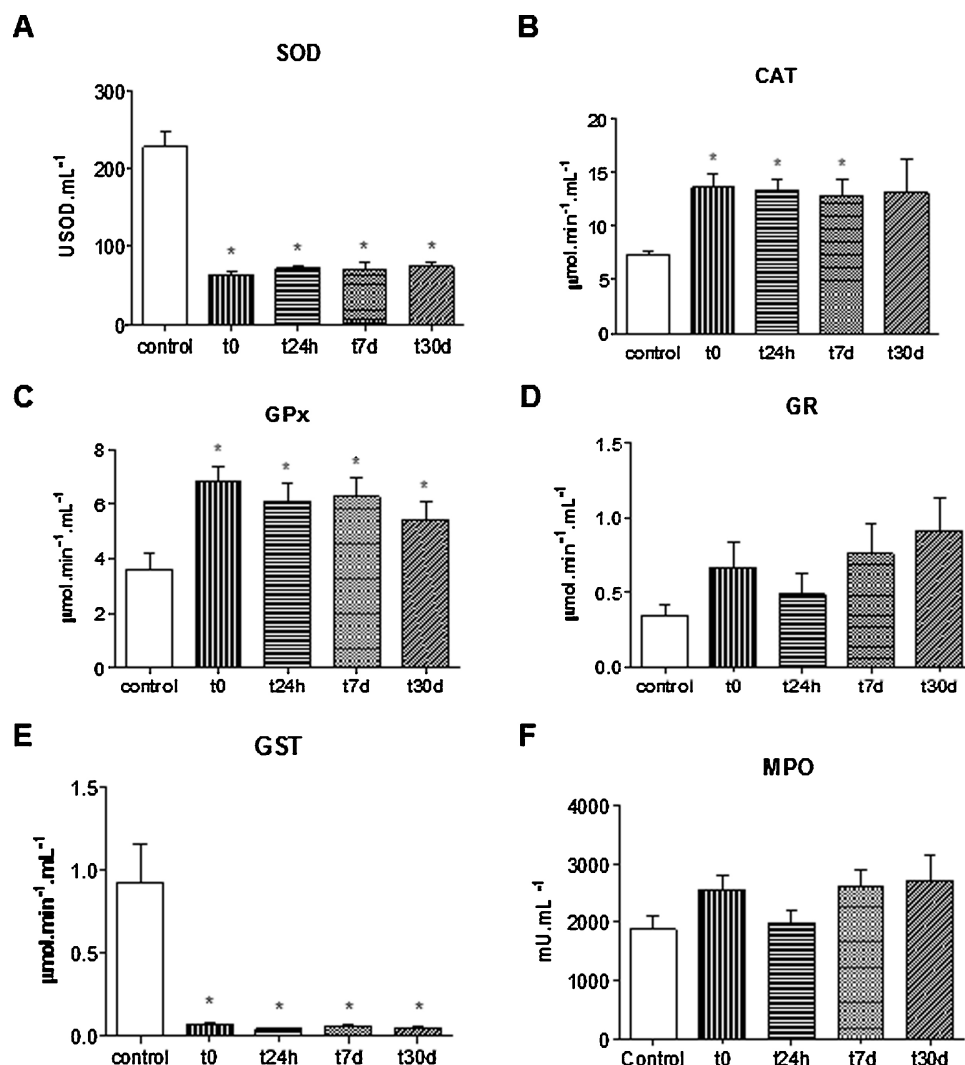 A
SOD
USOD.mL⁻¹
300
200
100
0
* * * *
control t0 t24h t7d t30d
B
CAT
µmol.min⁻¹.mL⁻¹
20
15
10
5
0
* * *
control t0 t24h t7d t30d
C
GPx
µmol.min⁻¹.mL⁻¹
8
6
4
2
0
* * * *
control t0 t24h t7d t30d
D
GR
µmol.min⁻¹.mL⁻¹
1.5
1.0
0.5
0.0
control t0 t24h t7d t30d
E
GST
µmol.min⁻¹.mL⁻¹
1.5
1.0
0.5
0.0
* * * *
control t0 t24h t7d t30d
F
MPO
mU.mL⁻¹
4000
3000
2000
1000
0
Control t0 t24h t7d t30d